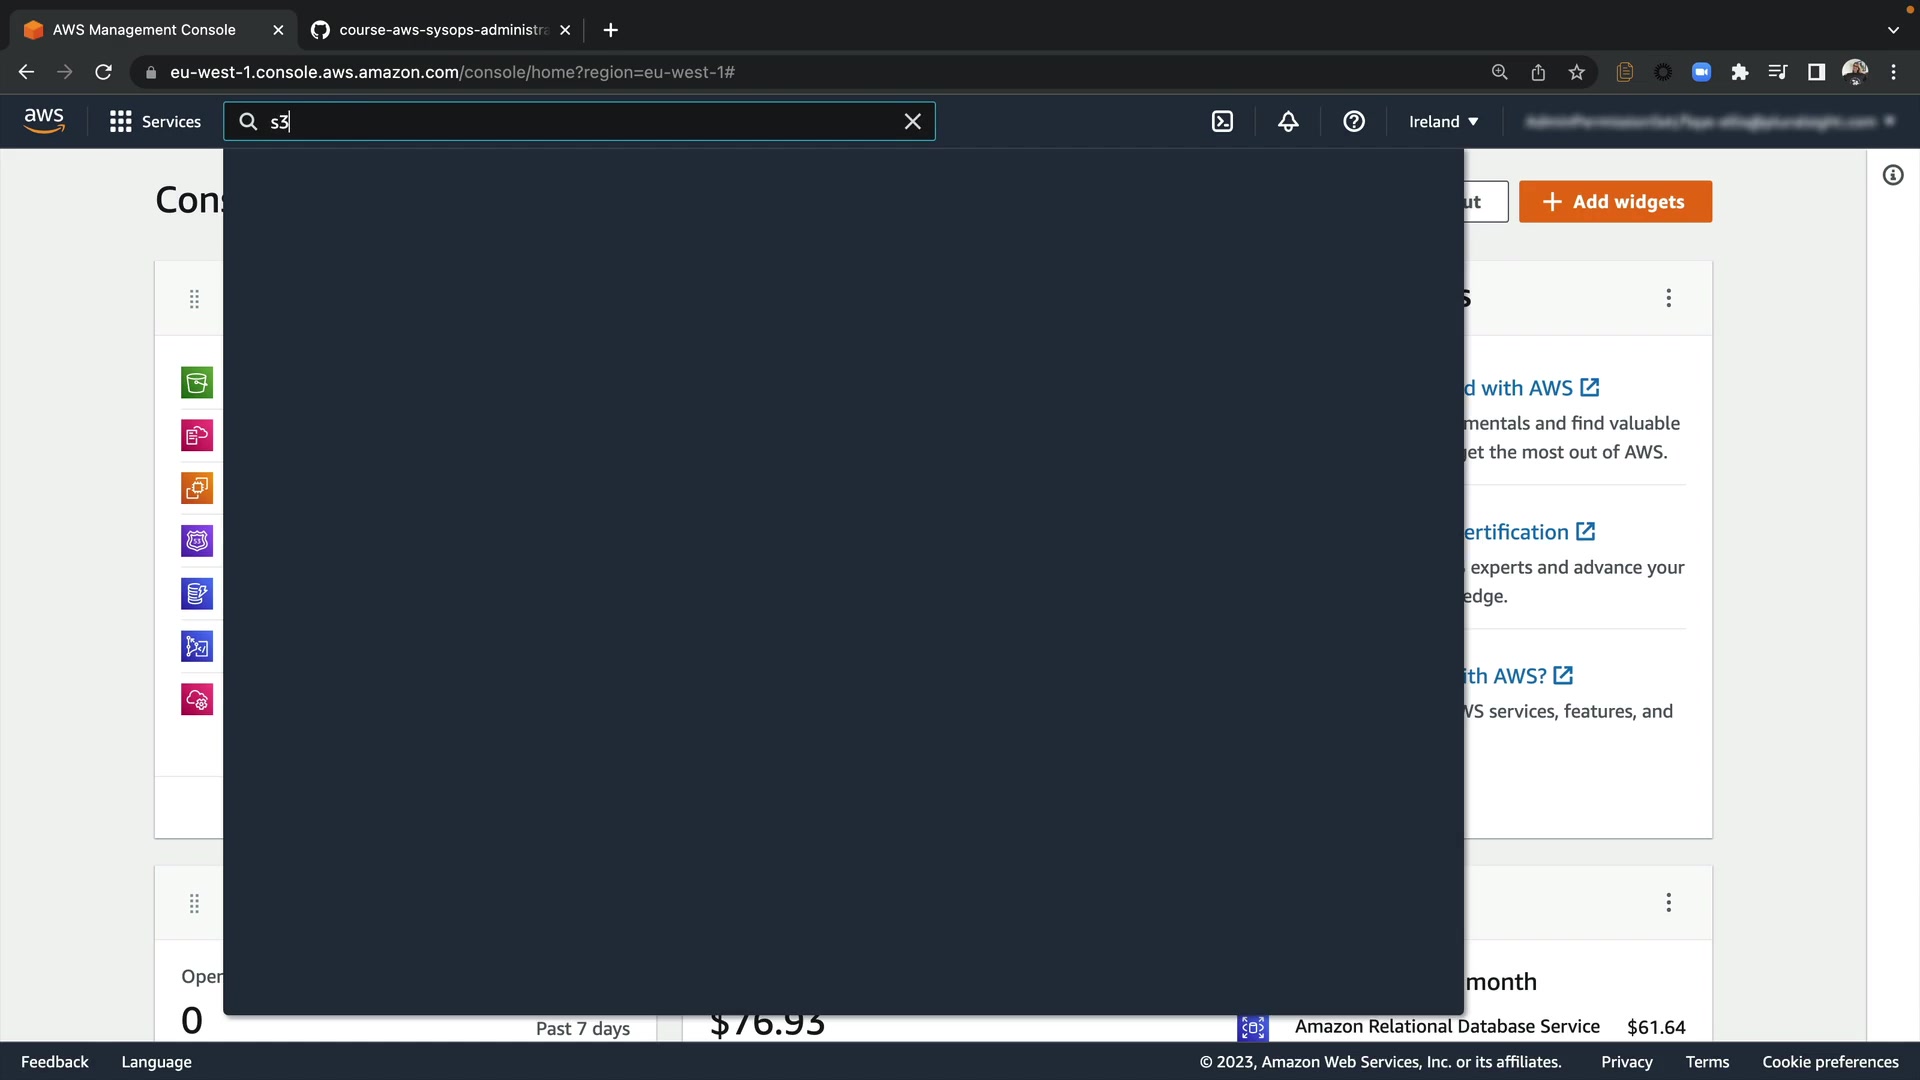 AWS Management Console
course-aws-sysops-administra
eu-west-1.console.aws.amazon.com/console/home?region=eu-west-1#
aws
Services
s3
Ireland
Cons
ut
Add widgets
s
d with AWS
mentals and find valuable
get the most out of AWS.
ertification
experts and advance your
edge.
ith AWS?
WS services, features, and
Open
0
Past 7 days
$76.93
month
Amazon Relational Database Service
$61.64
Feedback
Language
© 2023, Amazon Web Services, Inc. or its affiliates.
Privacy
Terms
Cookie preferences